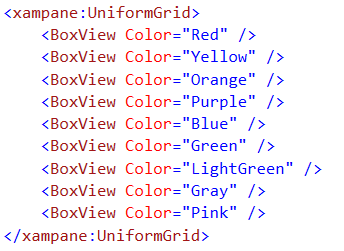 <xampane:UniformGrid>
    <BoxView Color="Red" />
    <BoxView Color="Yellow" />
    <BoxView Color="Orange" />
    <BoxView Color="Purple" />
    <BoxView Color="Blue" />
    <BoxView Color="Green" />
    <BoxView Color="LightGreen" />
    <BoxView Color="Gray" />
    <BoxView Color="Pink" />
</xampane:UniformGrid>